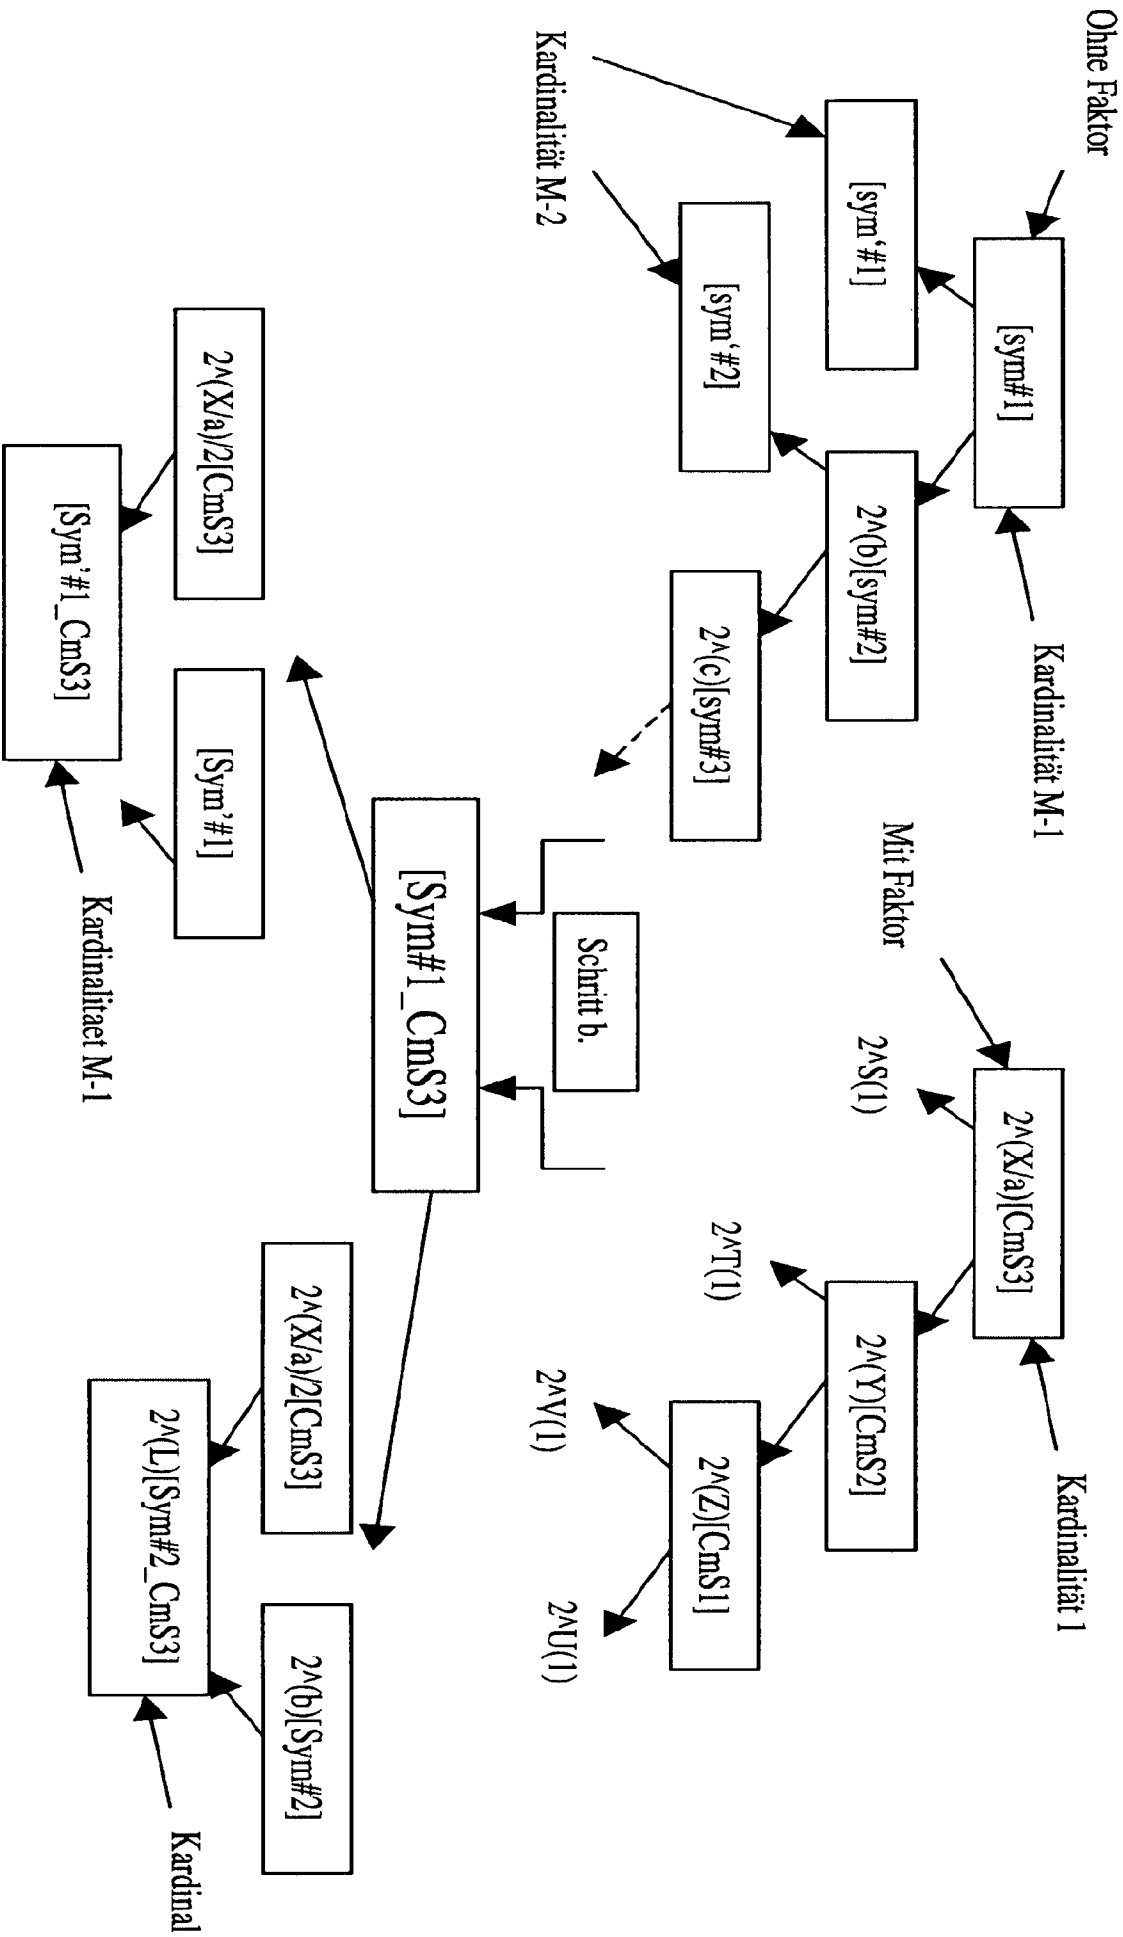 Ohne Faktor
[sym#1]
Kardinalität M-1
[sym‘#1]
2^(b)[sym#2]
[sym‘#2]
2^(c)[sym#3]
Kardinalität M-2
Mit Faktor
2^(X/a)[CmS3]
Kardinalität 1
2^S(1)
2^(Y)[CmS2]
2^T(1)
2^(Z)[CmS1]
2^V(1)
2^U(1)
Schritt b.
[Sym#1_CmS3]
2^(X/a)/2[CmS3]
[Sym’#1]
[Sym’#1_CmS3]
Kardinalitaet M-1
2^(X/a)/2[CmS3]
2^(b)[Sym#2]
2^(L)[Sym#2_CmS3]
Kardinal